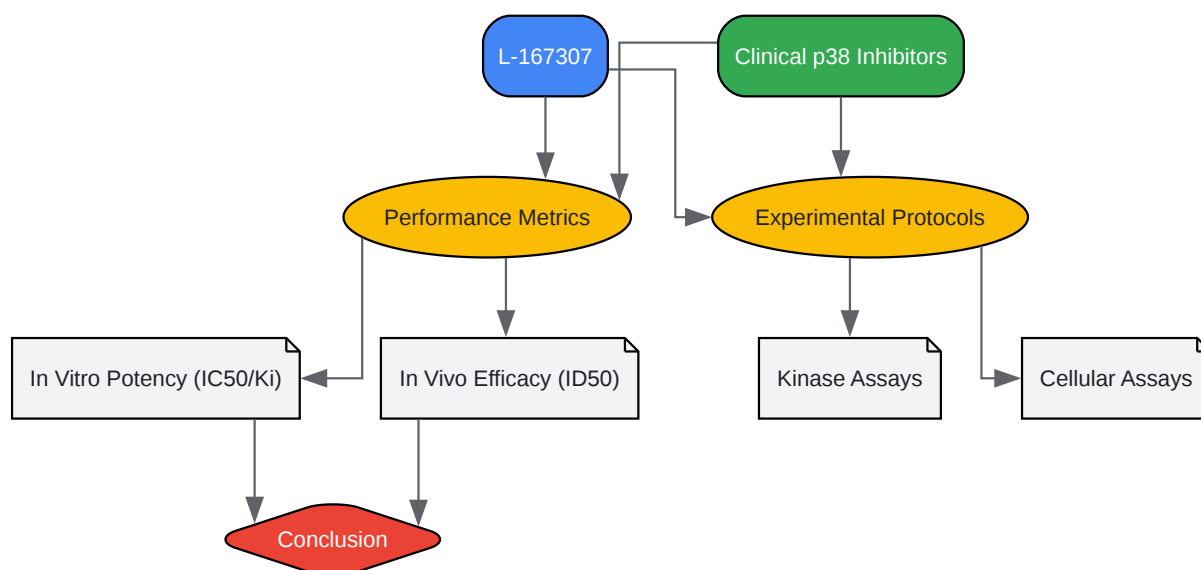 L-167307
Clinical p38 Inhibitors
Performance Metrics
Experimental Protocols
In Vitro Potency (IC50/Ki)
In Vivo Efficacy (ID50)
Kinase Assays
Cellular Assays
Conclusion